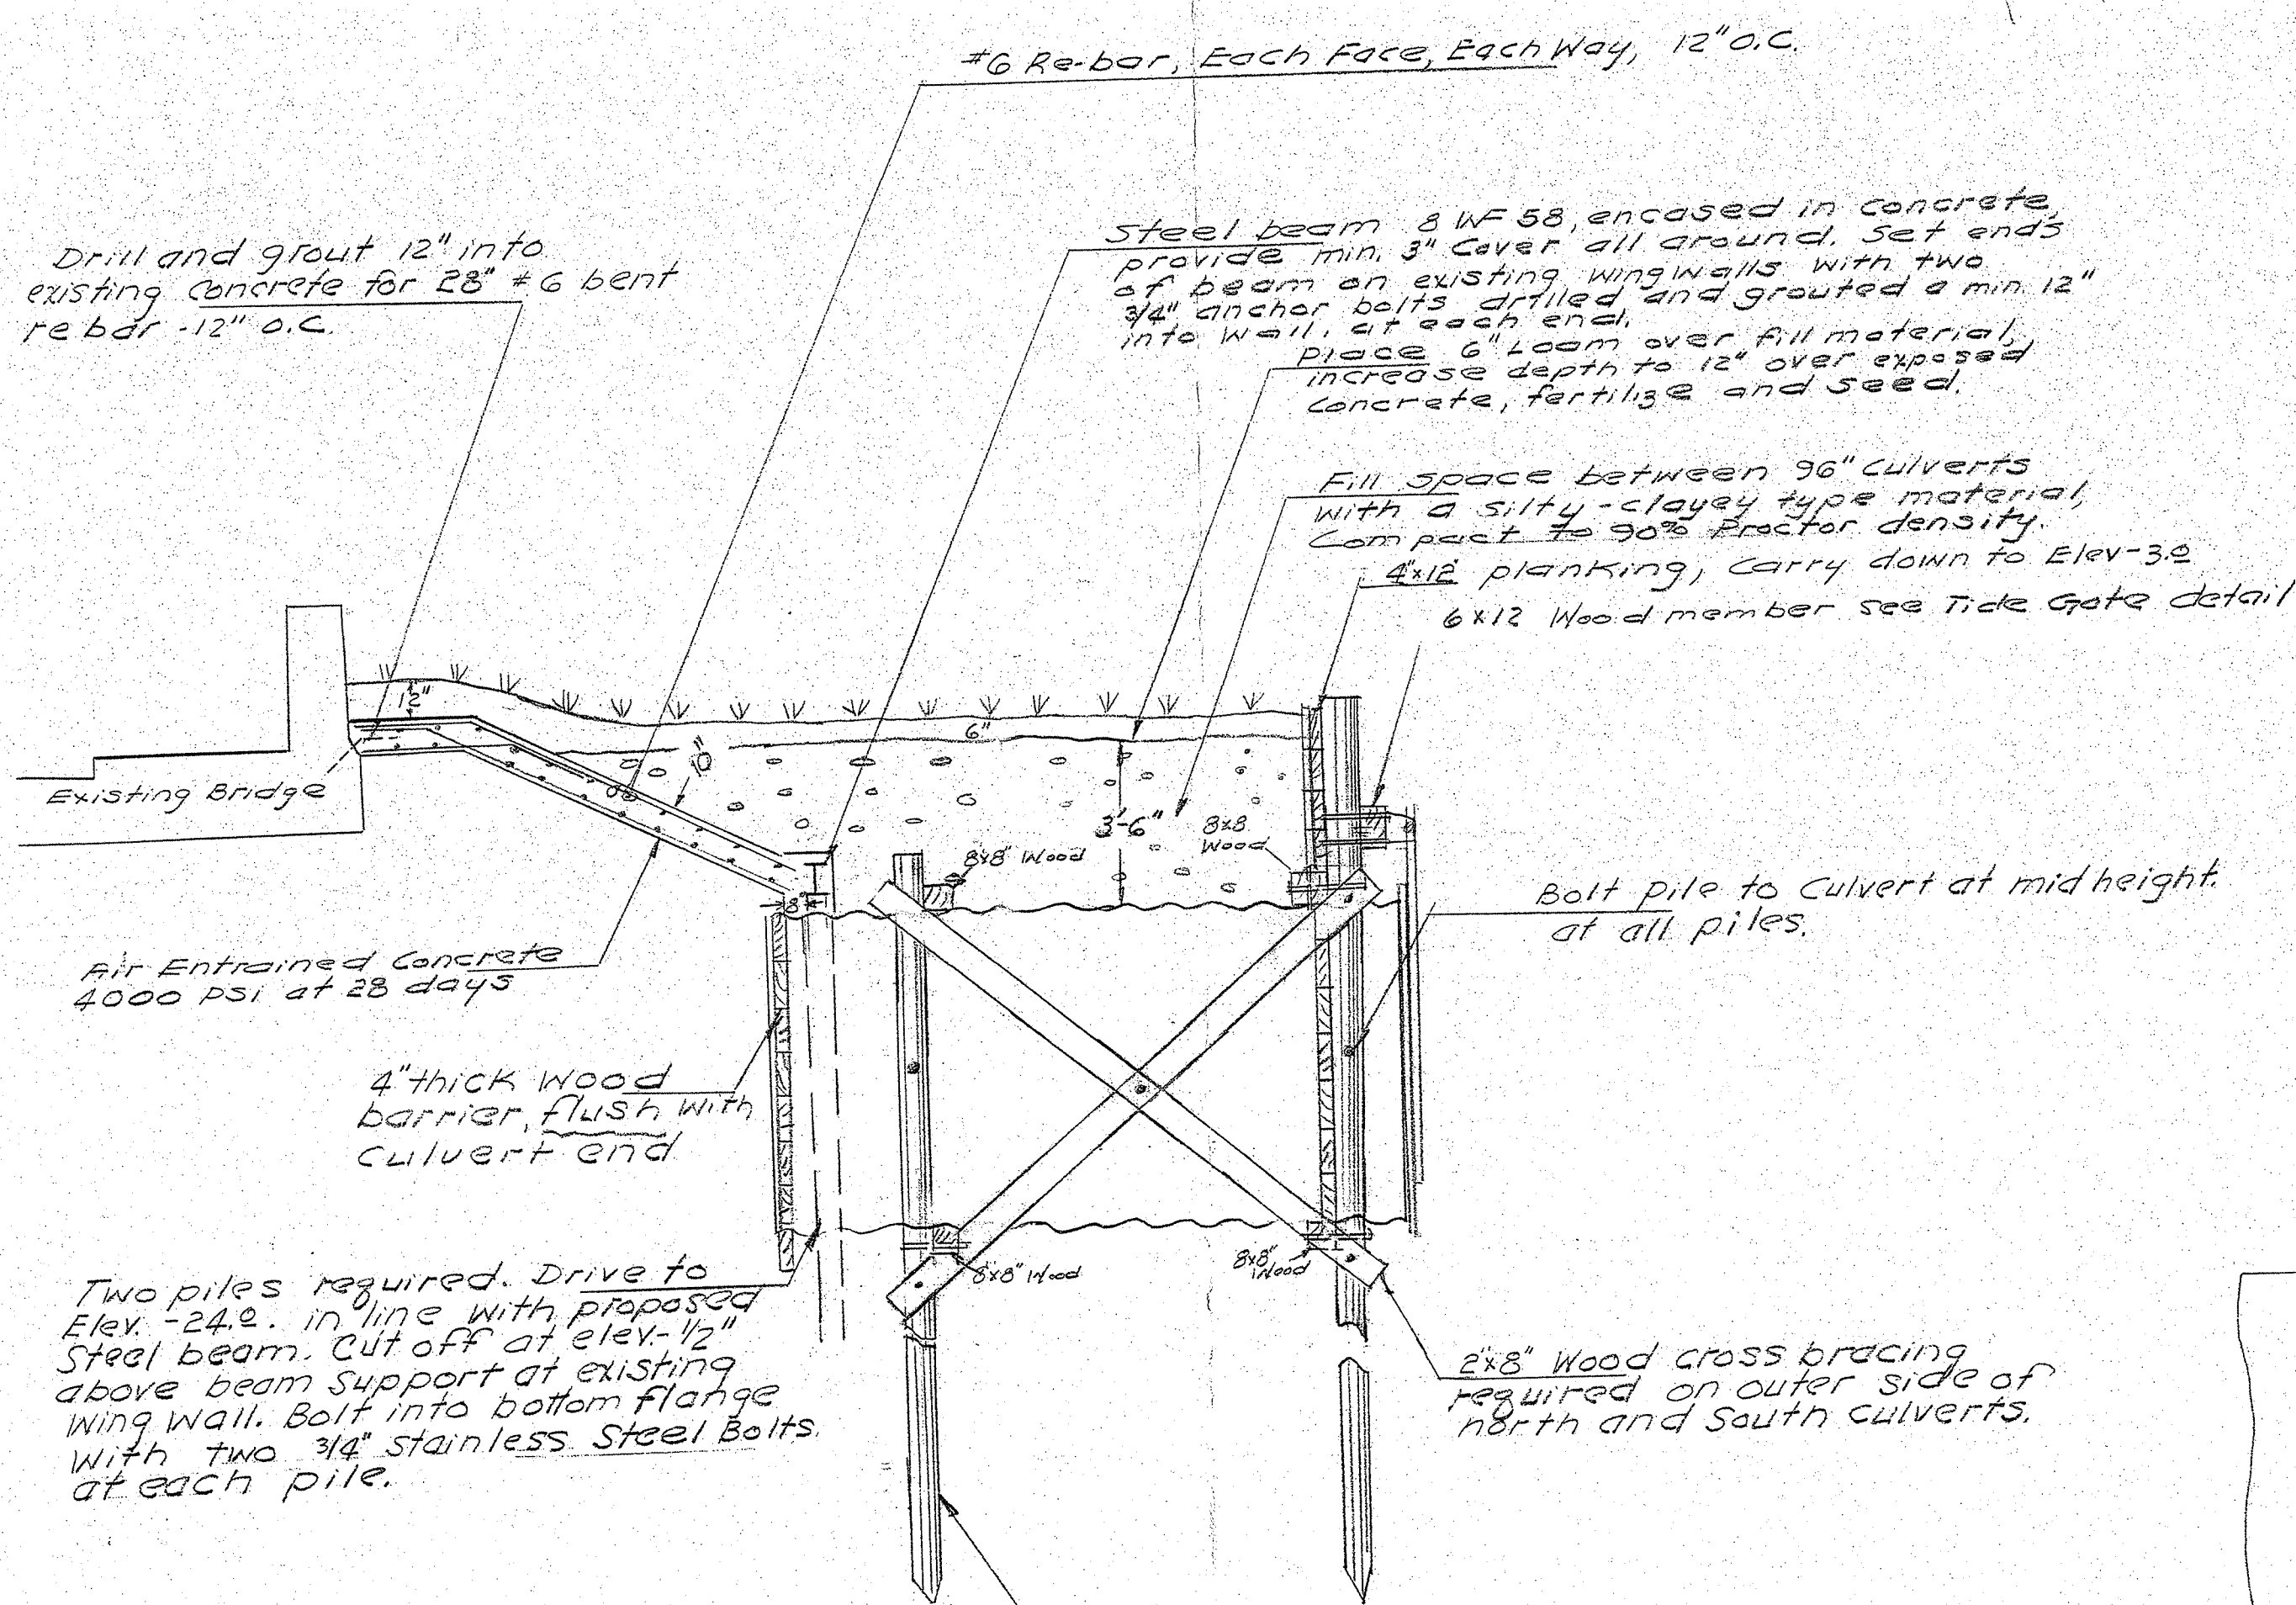 #6 Re-bar, Each Face, Each Way, 12" O.C.
Drill and grout 12" into
existing Concrete for 28" #6 bent
re bar -12" O.C.
Steel beam 8 WF 58, encased in concrete,
provide min. 3" Cover all around. Set ends
of beam on existing wing walls with two
3/4" anchor bolts drilled and grouted a min. 12"
into wall, at each end.
Place 6" Loam over fill material,
increase depth to 12" over exposed
Concrete, fertilize and seed.
Fill space between 96" Culverts
with a silty-clayey type material,
Compact to 90% Proctor density.
4"x12" planking, Carry down to Elev-3.0
6x12 Wood member see Tide Gate detail
12"
6"
Existing Bridge
3'-6"
8x8
Wood
8x8" Wood
8"
Bolt pile to Culvert at mid height.
at all piles.
Air Entrained Concrete
4000 PSI at 28 days
4" thick Wood
barrier, flush with
Culvert end
8x8" Wood
8x8"
Wood
Two piles required. Drive to
Elev. -24.0. in line with proposed
Steel beam. Cut off at elev.- 1/2"
above beam support at existing
Wing Wall. Bolt into bottom flange
With two 3/4" stainless Steel Bolts.
at each pile.
2"x8" Wood cross bracing
required on outer side of
north and South Culverts.